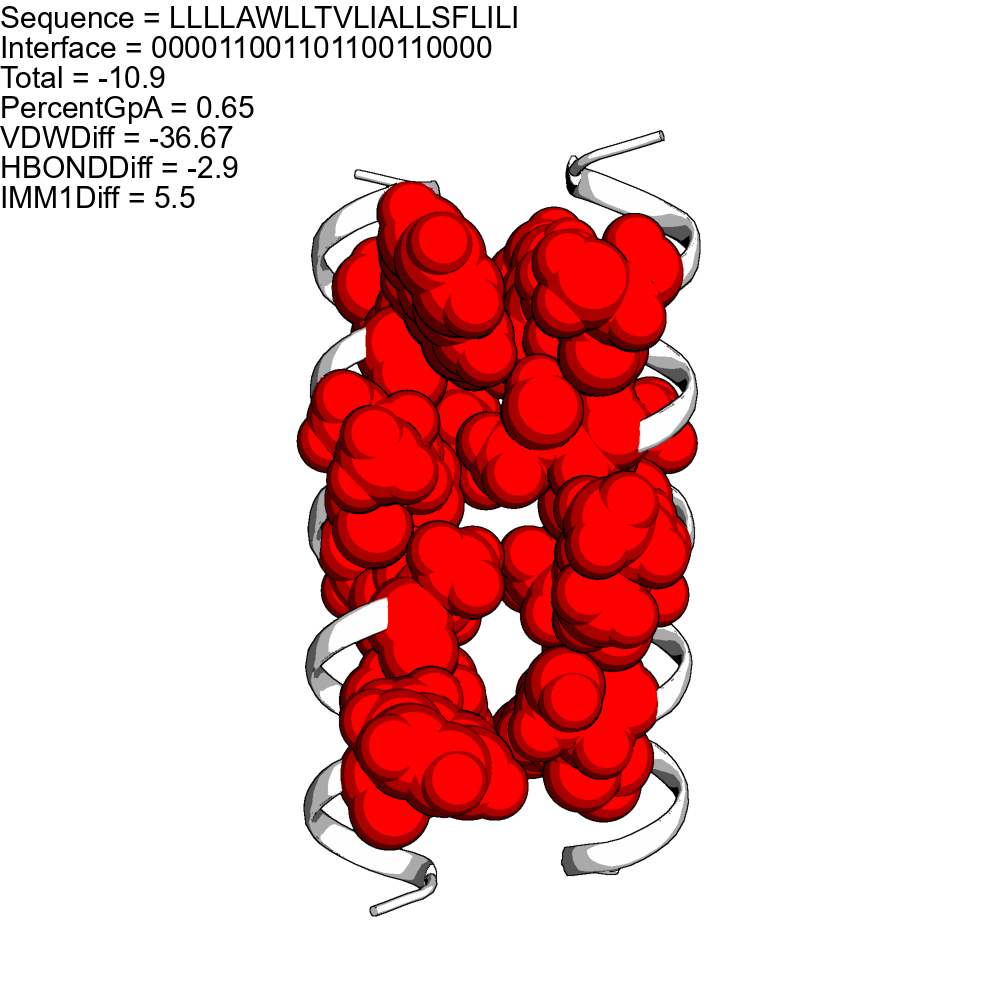 Sequence = LLLLAWLLTVLIALLSFLILI
Interface = 000011001101100110000
Total = -10.9
PercentGpA = 0.65
VDWDiff = -36.67
HBONDDiff = -2.9
IMM1Diff = 5.5